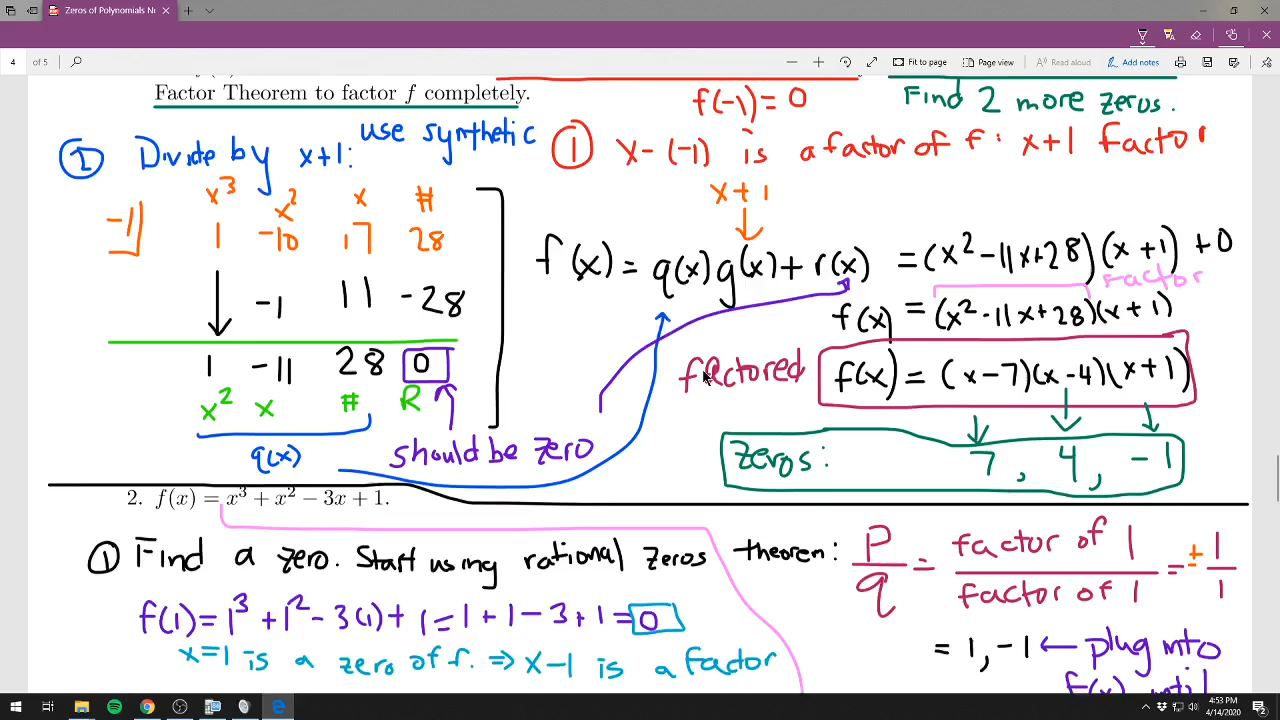 Zeros of Polynomials No
4 of 5
Fit to page
Page view
Read aloud
Add notes
Factor Theorem to factor f completely.
f(-1) = 0
Find 2 more zeros.
② Divide by x+1: use synthetic
① x-(-1) is a factor of f: x+1 factor
x+1
x³ x² x #
-1 1 -10 17 28
-1 11 -28
1 -11 28 0
x² x # R
q(x)
should be zero
f(x) = q(x)g(x) + r(x) = (x²-11x+28)(x+1) +0
factor
f(x) = (x²-11x+28)(x+1)
factored f(x) = (x-7)(x-4)(x+1)
zeros: 7, 4, -1
2. f(x) = x³ + x² − 3x + 1.
① Find a zero. Start using rational zeros theorem: P/q = factor of 1/factor of 1 = ± 1/1
f(1) = 1³ + 1² - 3(1) + 1 = 1 + 1 - 3 + 1 = 0
x=1 is a zero of f. ⇒ x-1 is a factor
= 1, -1 ← plug into
f(x) until
4:53 PM
4/14/2020
2